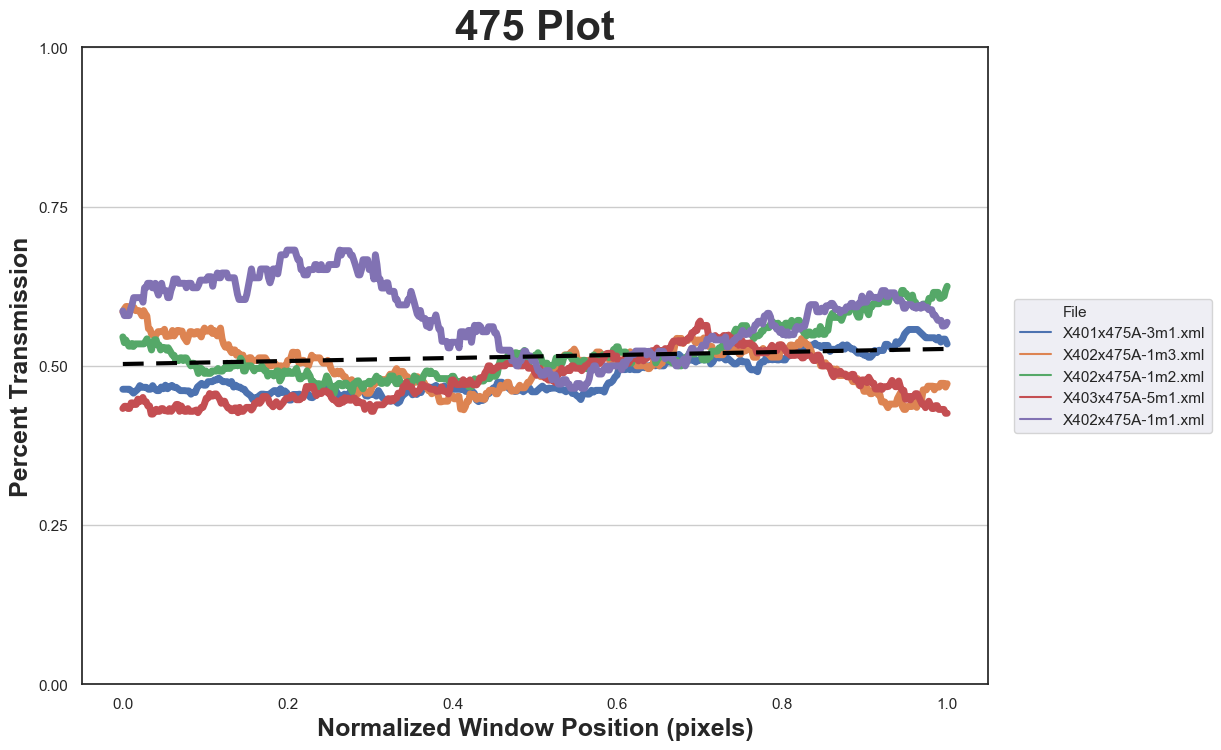 475 Plot
1.00
0.75
0.50
0.25
0.00
Percent Transmission
0.0 0.2 0.4 0.6 0.8 1.0
Normalized Window Position (pixels)
File
X401x475A-3m1.xml
X402x475A-1m3.xml
X402x475A-1m2.xml
X403x475A-5m1.xml
X402x475A-1m1.xml